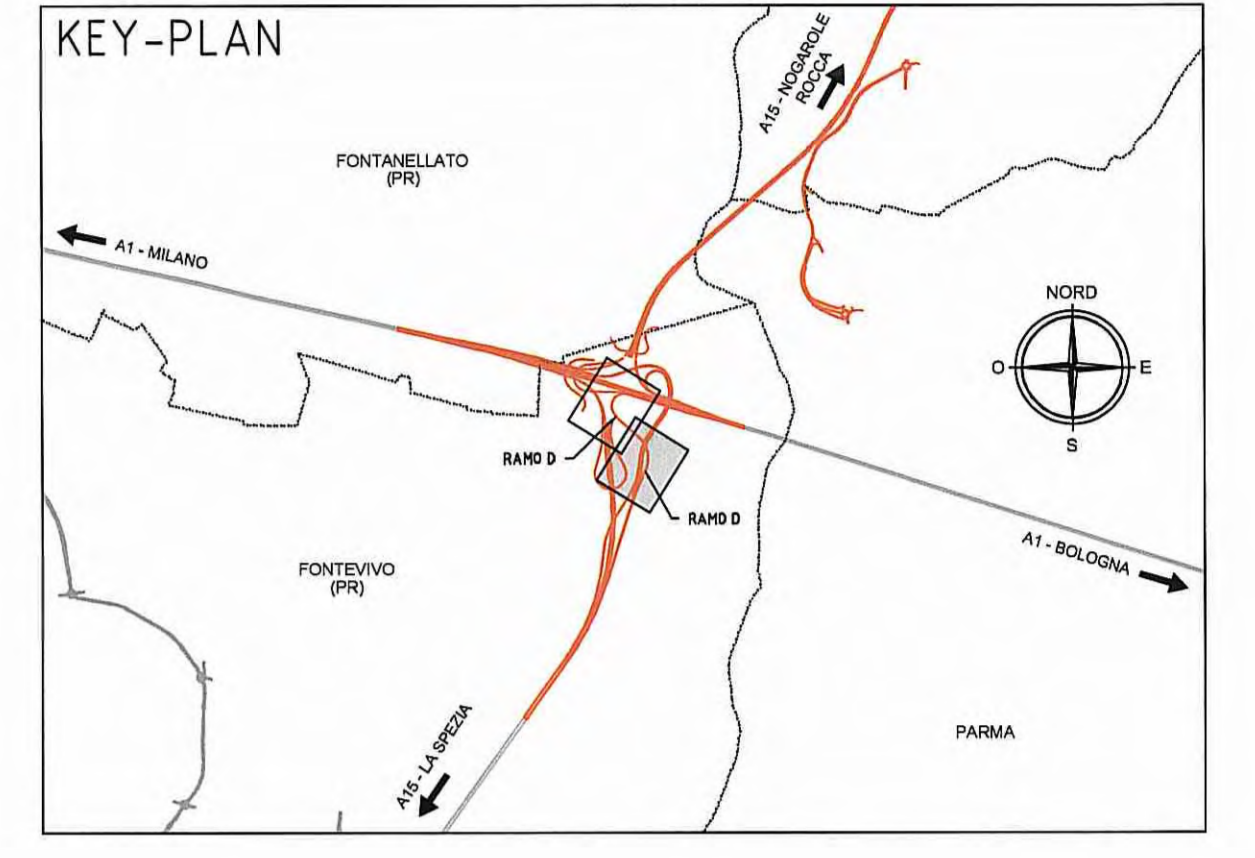 KEY-PLAN
A15 - NOGAROLE
ROCCA
FONTANELLATO
(PR)
A1 - MILANO
NORD
O
E
S
RAMO D
RAMO D
A1 - BOLOGNA
FONTEVIVO
(PR)
A15 - LA SPEZIA
PARMA